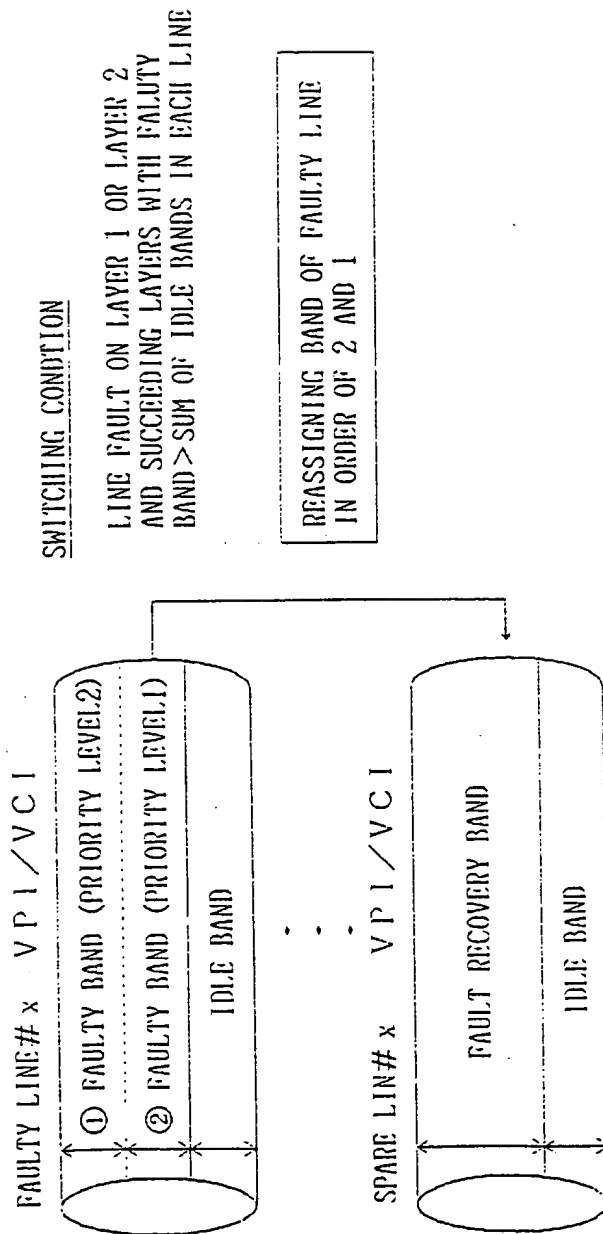 FAULTY LINE# x VPI/VCI
① FAULTY BAND (PRIORITY LEVEL2)
② FAULTY BAND (PRIORITY LEVEL1)
IDLE BAND
SPARE LIN# x VPI/VCI
FAULT RECOVERY BAND
IDLE BAND
SWITCHING CONDTION
LINE FAULT ON LAYER 1 OR LAYER 2
AND SUCCEEDING LAYERS WITH FALUTY
BAND>SUM OF IDLE BANDS IN EACH LINE
REASSIGNING BAND OF FAULTY LINE
IN ORDER OF 2 AND 1